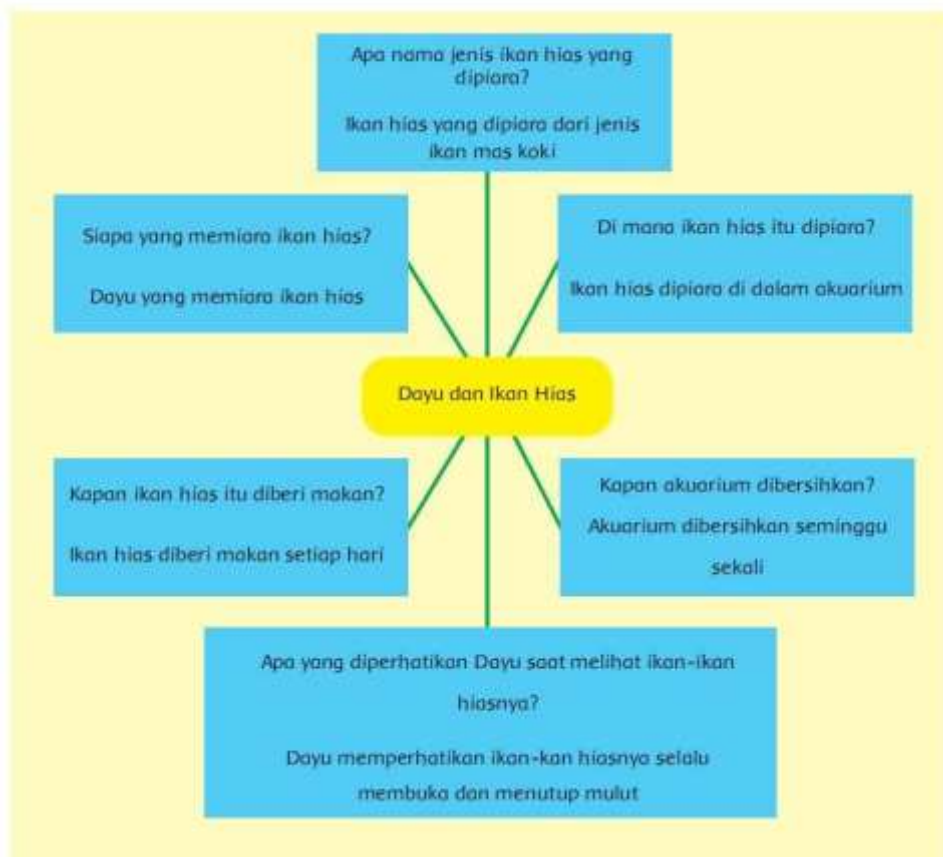 Apa nama jenis ikan hias yang
dipiara?
Ikan hias yang dipiara dari jenis
ikan mas koki
Siapa yang memiara ikan hias?
Dayu yang memiara ikan hias
Di mana ikan hias itu dipiara?
Ikan hias dipiara di dalam akuarium
Dayu dan Ikan Hias
Kapan ikan hias itu diberi makan?
Ikan hias diberi makan setiap hari
Kapan akuarium dibersihkan?
Akuarium dibersihkan seminggu
sekali
Apa yang diperhatikan Dayu saat melihat ikan-ikan
hiasnya?
Dayu memperhatikan ikan-kan hiasnya selalu
membuka dan menutup mulut